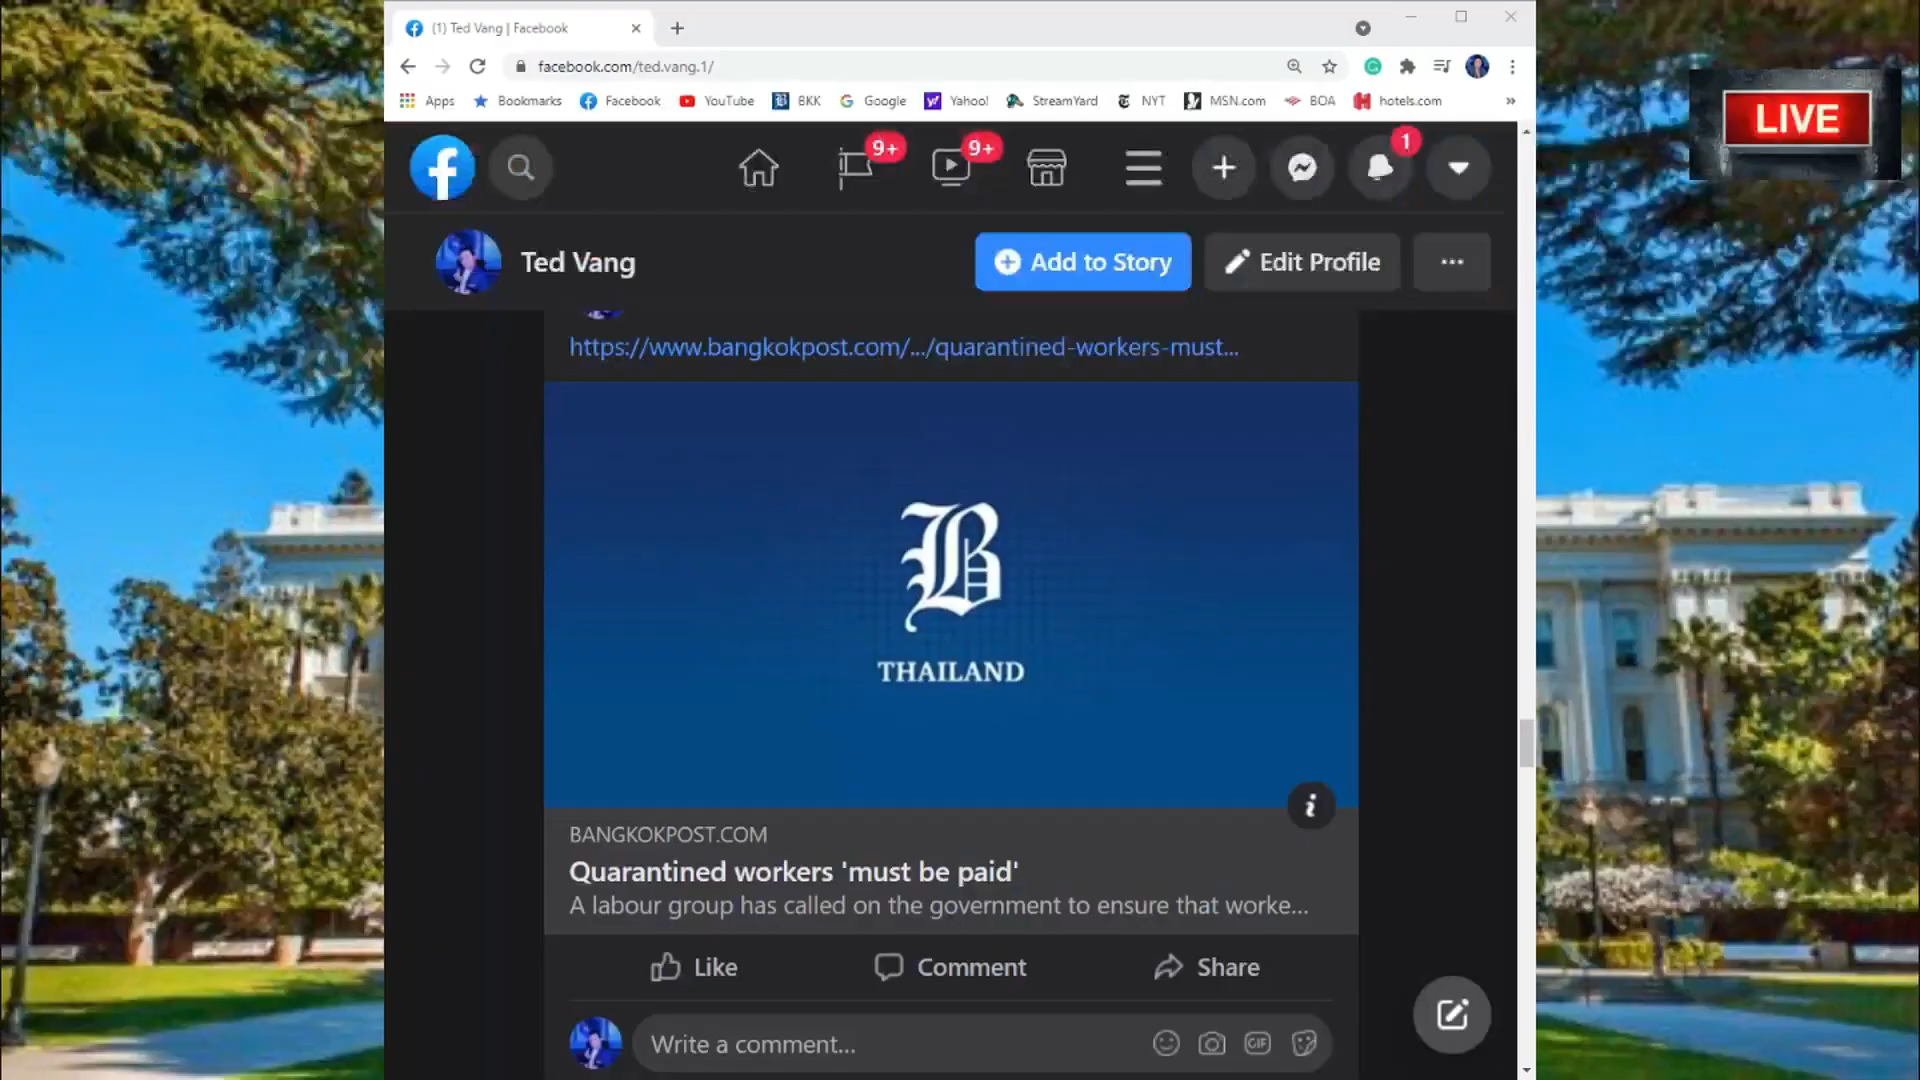 (1) Ted Vang | Facebook
facebook.com/ted.vang.1/
Apps Bookmarks Facebook YouTube BKK Google Yahoo! StreamYard NYT MSN.com BOA hotels.com
LIVE
9+ 9+ 1
Ted Vang
Add to Story Edit Profile
https://www.bangkokpost.com/.../quarantined-workers-must...
B
THAILAND
BANGKOKPOST.COM
Quarantined workers 'must be paid'
A labour group has called on the government to ensure that worke...
Like Comment Share
Write a comment...
GIF